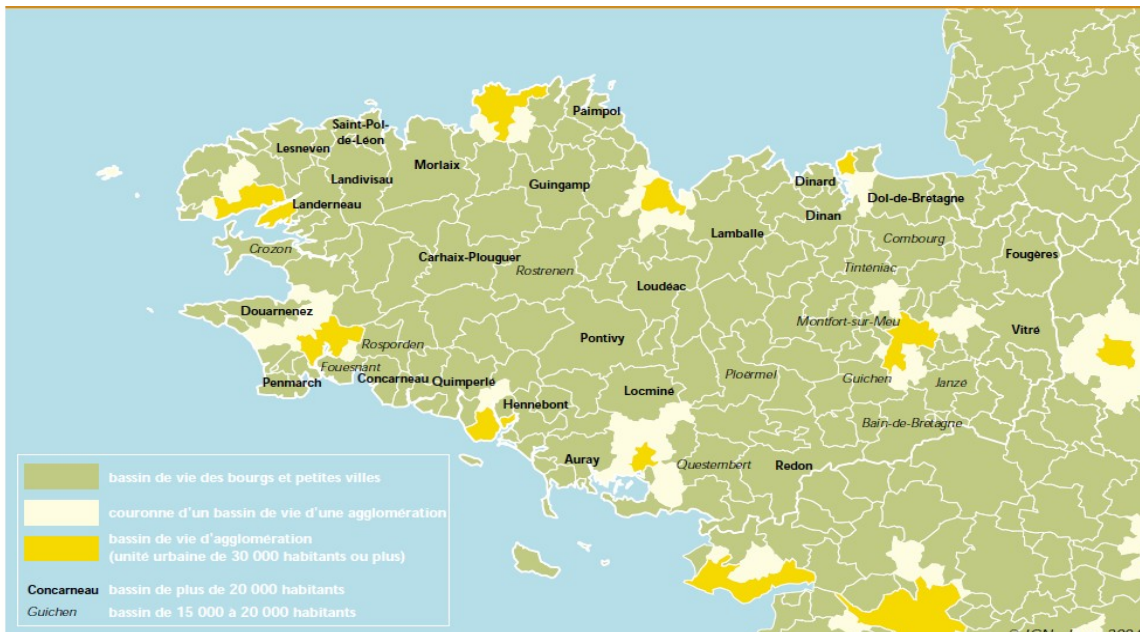 Paimpol
Saint-Pol-
de-Léon
Lesneven
Morlaix
Landivisau
Guingamp
Dinard
Landerneau
Dol-de-Bretagne
Dinan
Lamballe
Combourg
Crozon
Fougères
Carhaix-Plouguer
Rostrenen
Tinténiac
Loudéac
Douarnenez
Montfort-sur-Meu
Vitré
Pontivy
Rosporden
Fouesnant
Ploërmel
Guichen
Janzé
Penmarch
Concarneau
Quimperlé
Locminé
Hennebont
Bain-de-Bretagne
Auray
Questembert
Redon
bassin de vie des bourgs et petites villes
couronne d'un bassin de vie d'une agglomération
bassin de vie d'agglomération
(unité urbaine de 30 000 habitants ou plus)
Concarneau bassin de plus de 20 000 habitants
Guichen bassin de 15 000 à 20 000 habitants